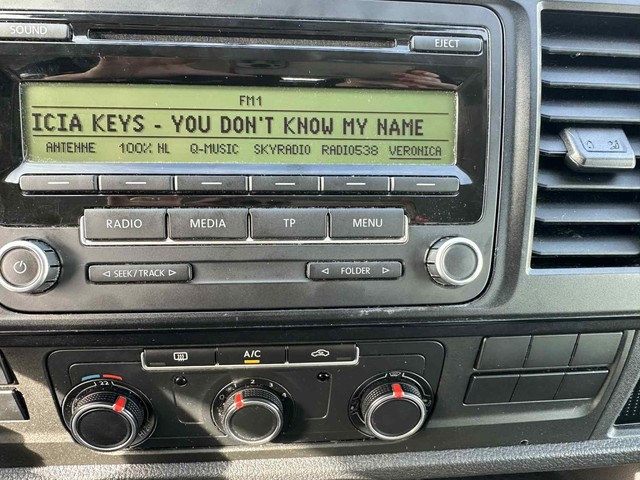 SOUND
EJECT
FM1
ICIA KEYS - YOU DON'T KNOW MY NAME
ANTENNE 100% NL Q-MUSIC SKYRADIO RADIO538 VERONICA
RADIO MEDIA TP MENU
SEEK/TRACK FOLDER
A/C
22